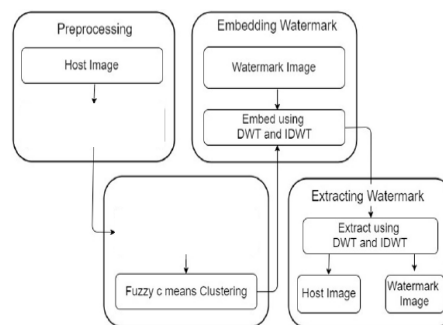 Preprocessing
Host Image
Embedding Watermark
Watermark Image
Embed using
DWT and IDWT
Fuzzy c means Clustering
Extracting Watermark
Extract using
DWT and IDWT
Host Image
Watermark
Image